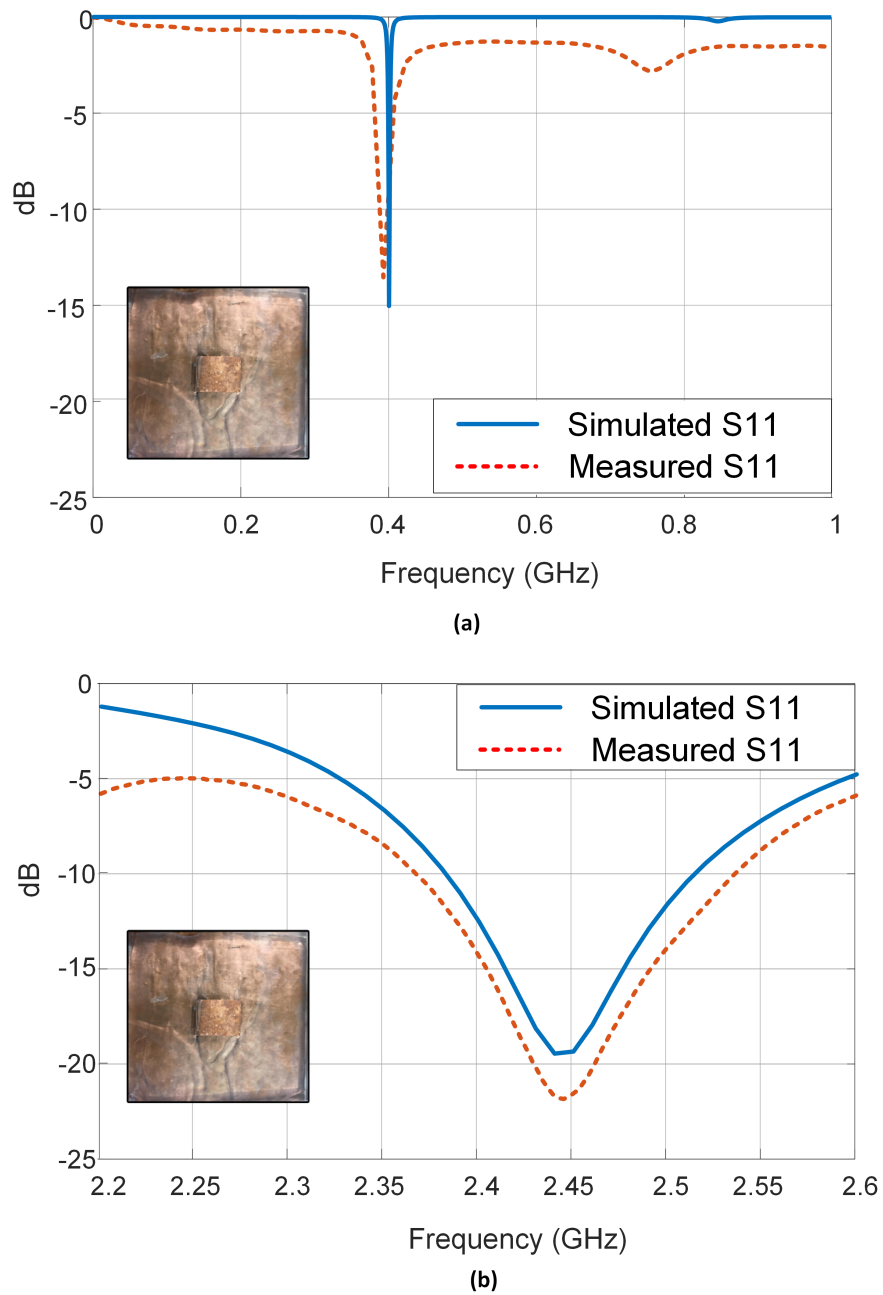 0
-5
dB
-10
-15
-20
Simulated S11
Measured S11
-25
0 0.2 0.4 0.6 0.8 1
Frequency (GHz)
(a)
0
Simulated S11
Measured S11
-5
-10
dB
-15
-20
-25
2.2 2.25 2.3 2.35 2.4 2.45 2.5 2.55 2.6
Frequency (GHz)
(b)